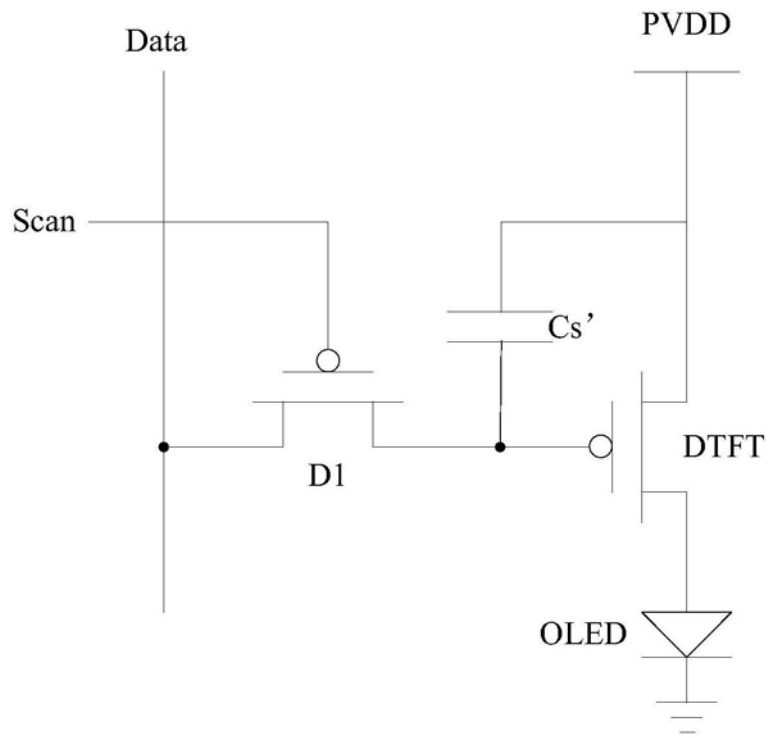 PVDD
Data
Scan
Cs’
DTFT
D1
OLED